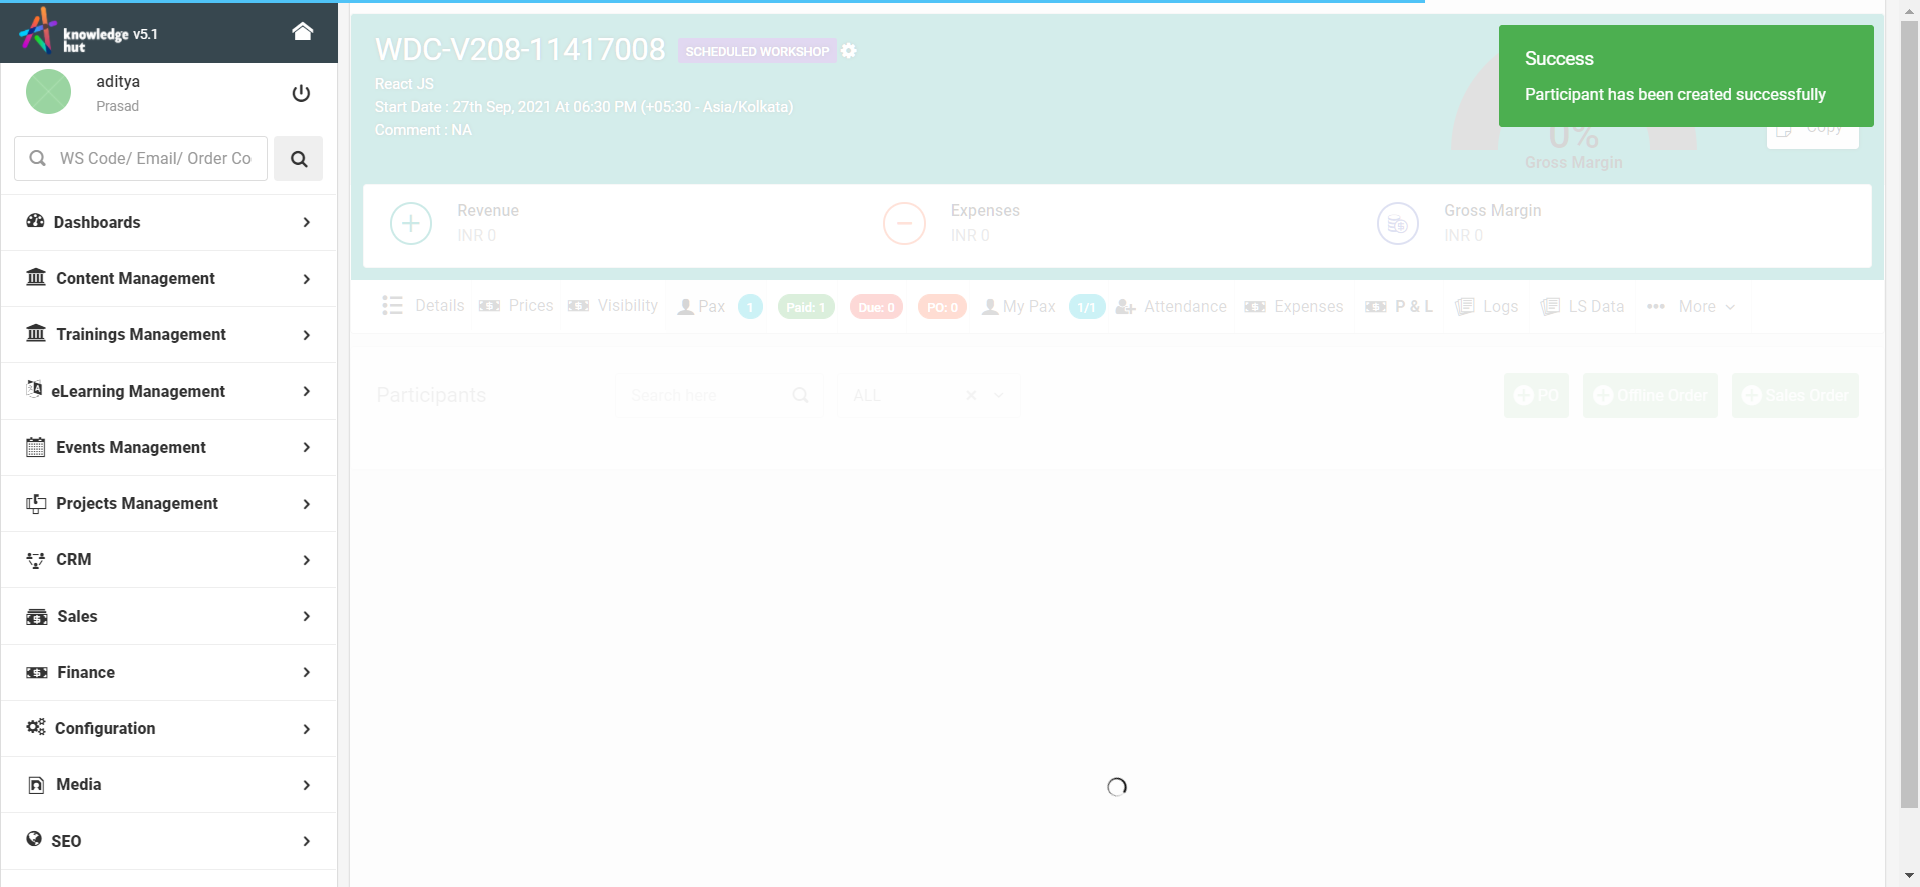 knowledge
hut
v5.1
aditya
Prasad
WS Code/ Email/ Order Co
Dashboards
Content Management
Trainings Management
eLearning Management
Events Management
Projects Management
CRM
Sales
Finance
Configuration
Media
SEO
WDC-V208-11417008
SCHEDULED WORKSHOP
React JS
Start Date : 27th Sep, 2021 At 06:30 PM (+05:30 - Asia/Kolkata)
Comment : NA
Success
Participant has been created successfully
0%
Gross Margin
Copy
Revenue
INR 0
Expenses
INR 0
Gross Margin
INR 0
Details Prices Visibility Pax 1 Paid: 1 Due: 0 PO: 0 My Pax 1/1 Attendance Expenses P & L Logs LS Data More
Participants
Search here
ALL
PO
Offline Order
Sales Order